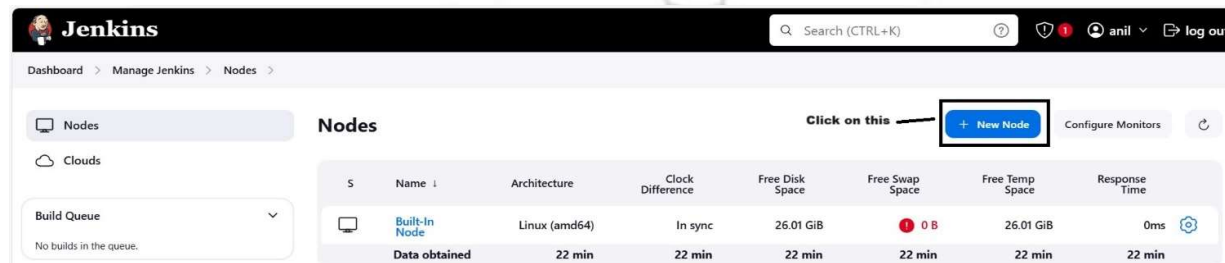 Jenkins
Search (CTRL+K)
?
1
anil
log ou
Dashboard > Manage Jenkins > Nodes >
Nodes
Clouds
Build Queue
No builds in the queue.
Nodes
Click on this
+ New Node
Configure Monitors
S Name ↓ Architecture Clock Difference Free Disk Space Free Swap Space Free Temp Space Response Time
Built-In Node Linux (amd64) In sync 26.01 GiB ! 0 B 26.01 GiB 0ms
Data obtained 22 min 22 min 22 min 22 min 22 min 22 min